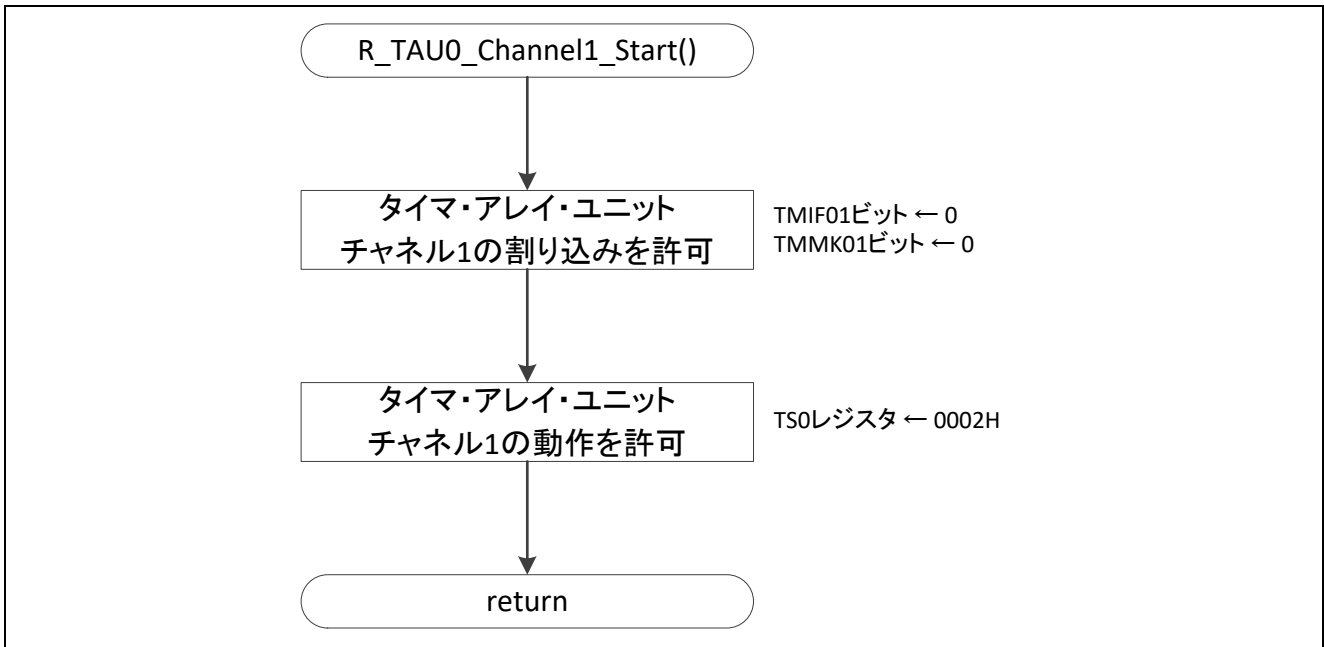 R_TAU0_Channel1_Start()
タイマ・アレイ・ユニット
チャネル1の割り込みを許可
TMIF01ビット ← 0
TMMK01ビット ← 0
タイマ・アレイ・ユニット
チャネル1の動作を許可
TS0レジスタ ← 0002H
return